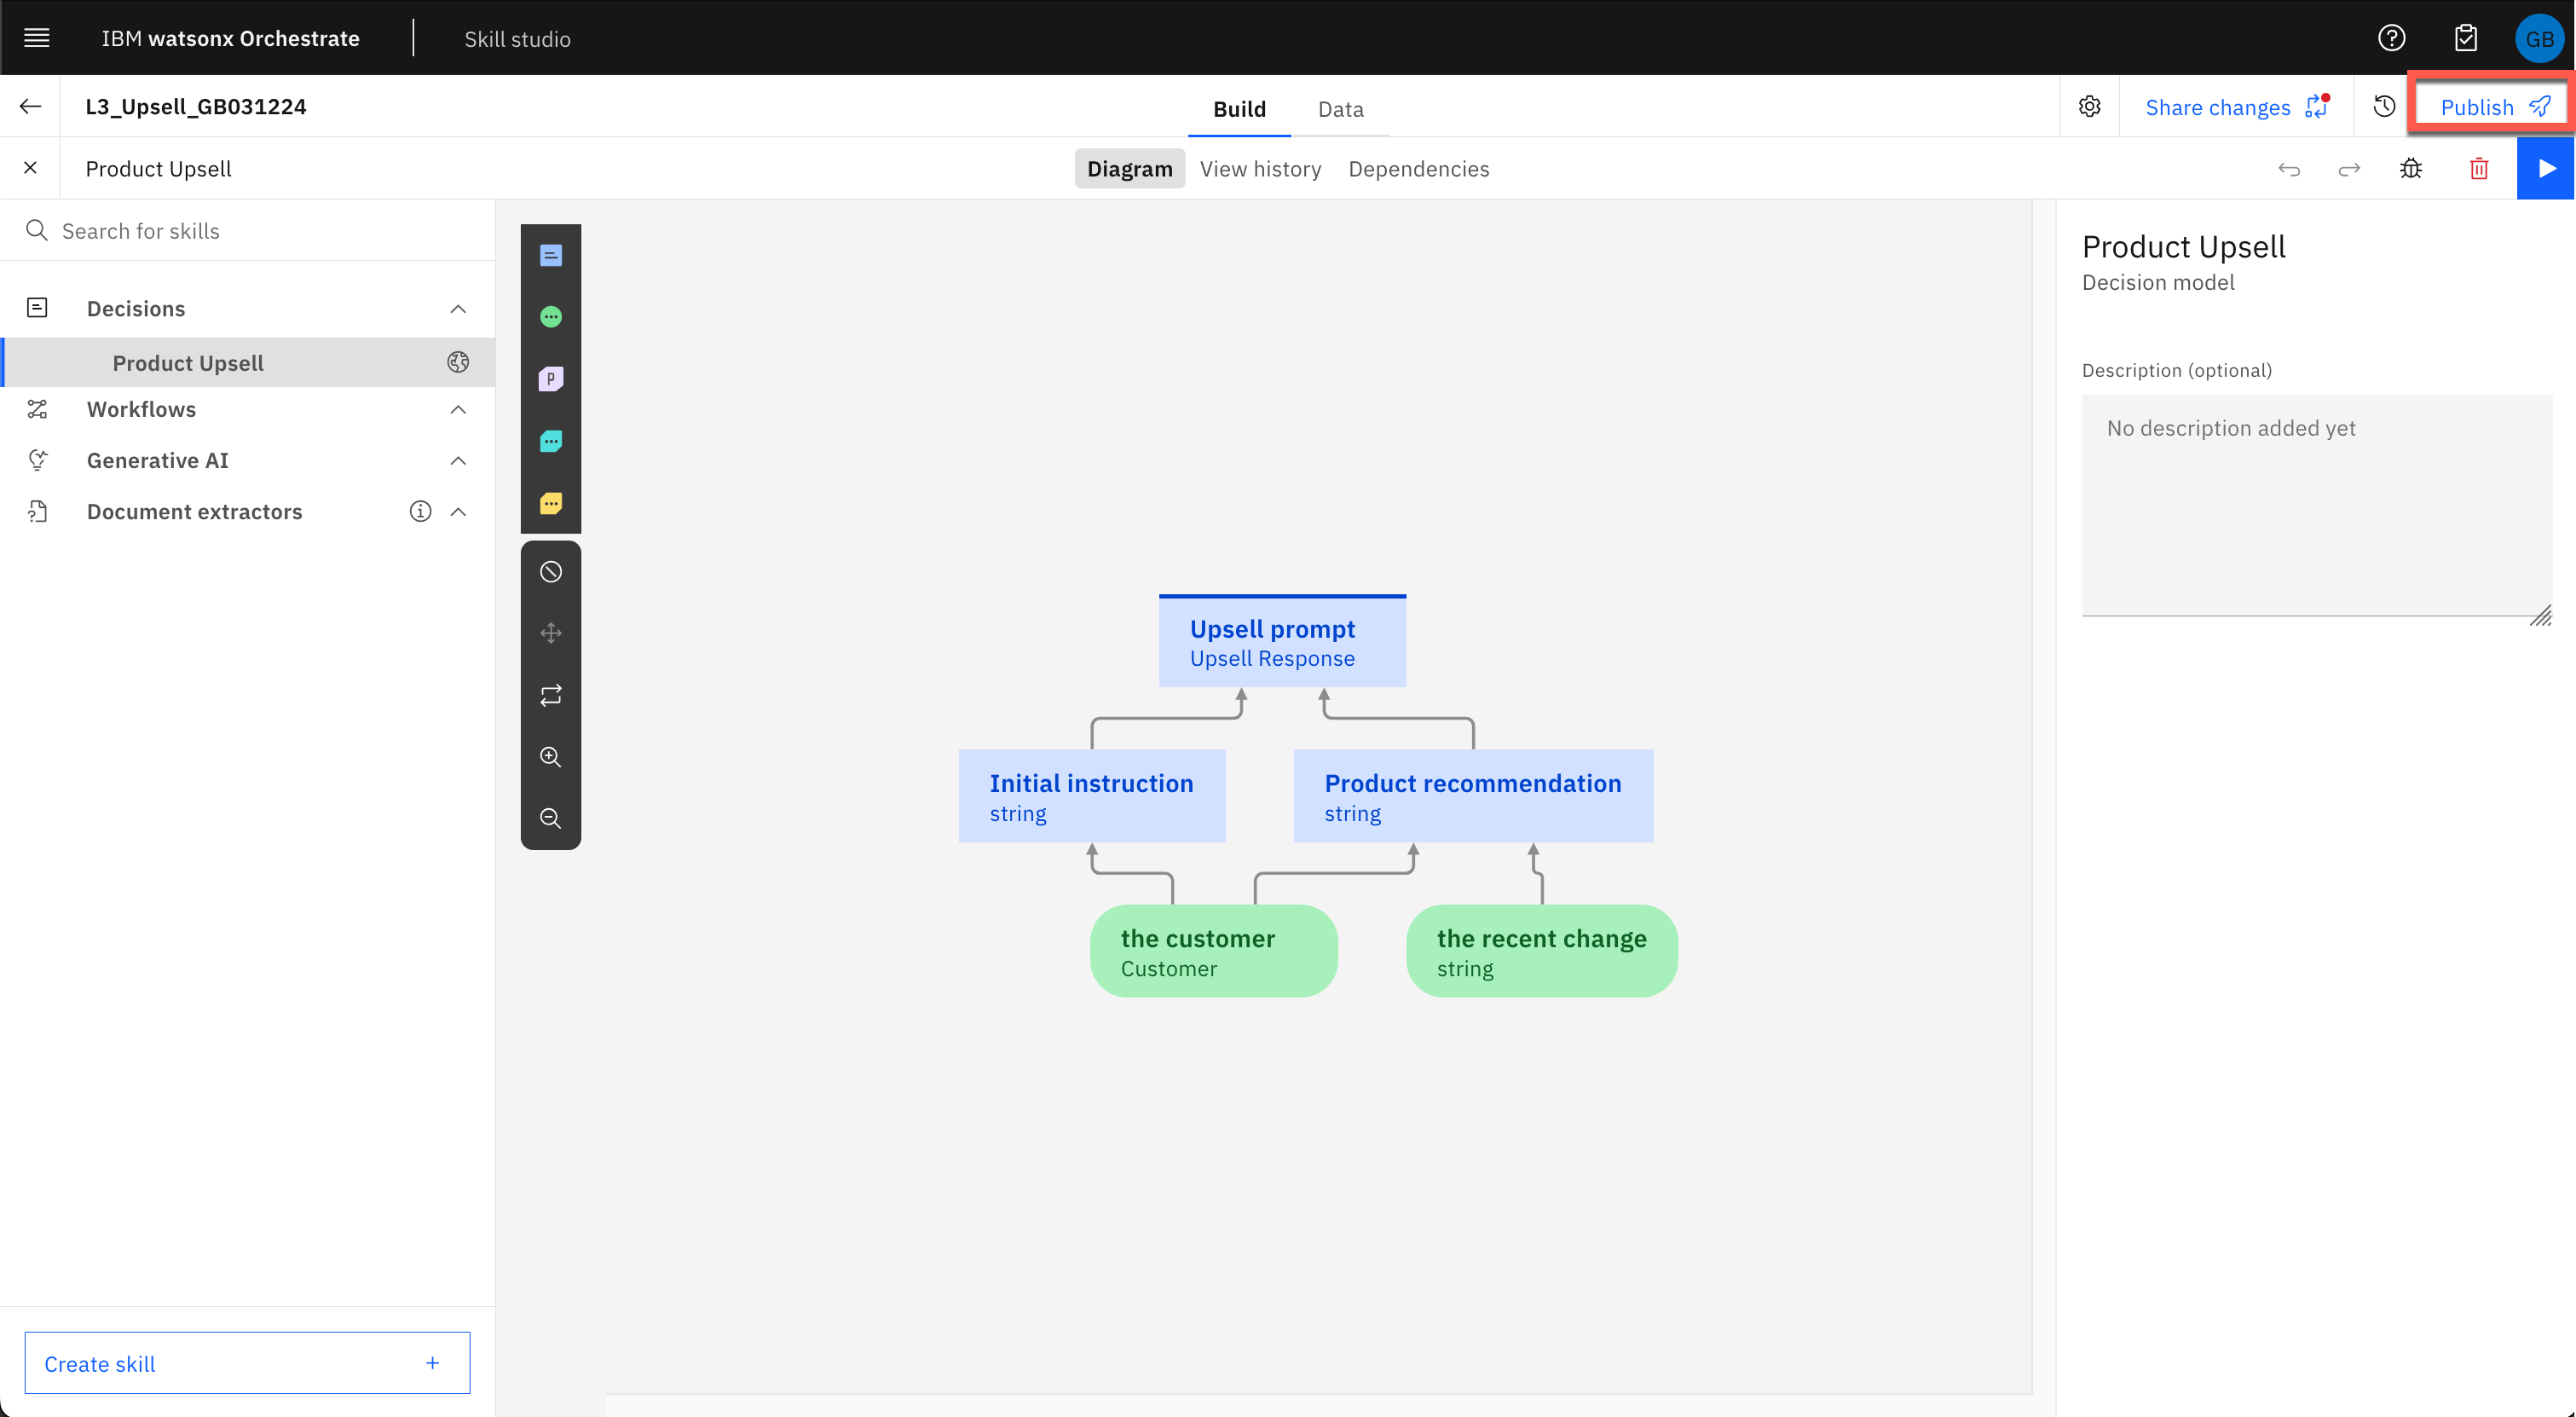 IBM watsonx Orchestrate
Skill studio
GB
L3_Upsell_GB031224
Build
Data
Share changes
Publish
Product Upsell
Diagram
View history
Dependencies
Search for skills
Decisions
Product Upsell
Workflows
Generative AI
Document extractors
Create skill
+
p
Upsell prompt
Upsell Response
Initial instruction
string
Product recommendation
string
the customer
Customer
the recent change
string
Product Upsell
Decision model
Description (optional)
No description added yet